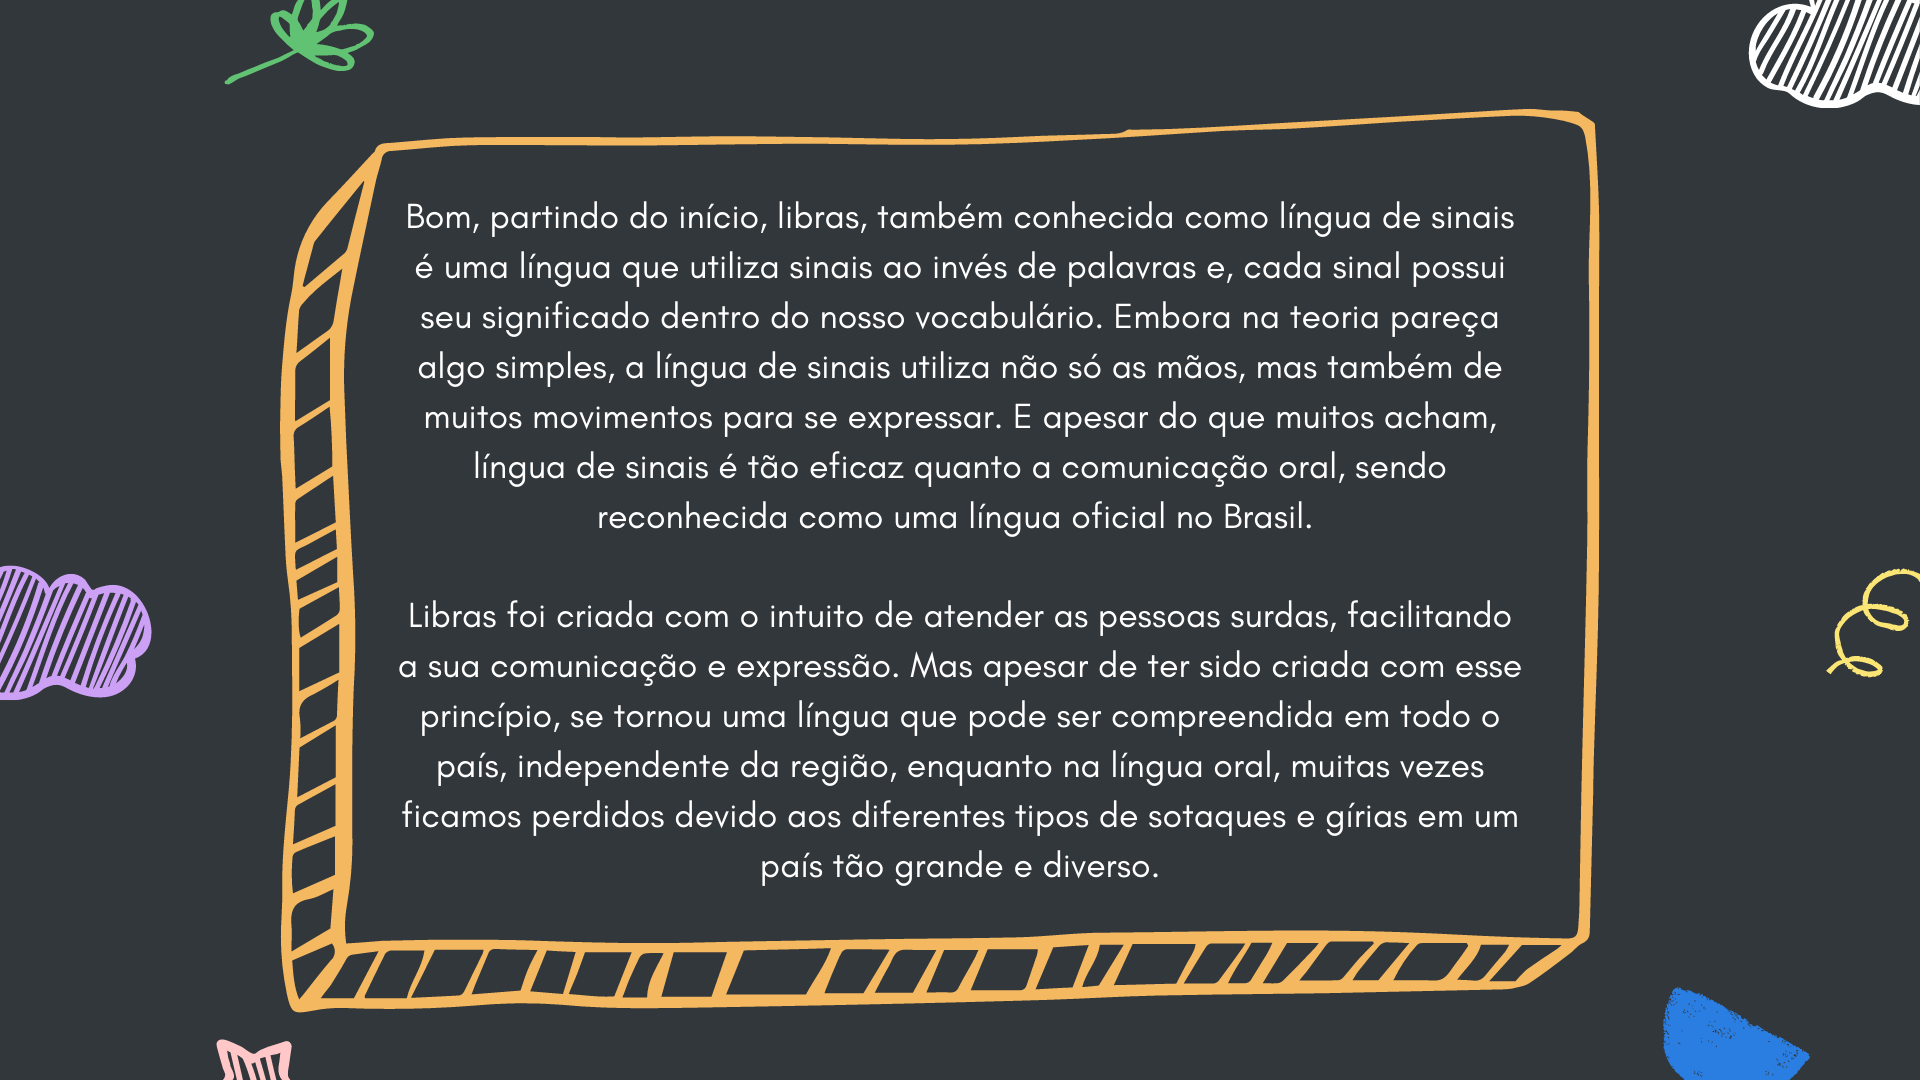 Bom, partindo do início, libras, também conhecida como língua de sinais
é uma língua que utiliza sinais ao invés de palavras e, cada sinal possui
seu significado dentro do nosso vocabulário. Embora na teoria pareça
algo simples, a língua de sinais utiliza não só as mãos, mas também de
muitos movimentos para se expressar. E apesar do que muitos acham,
língua de sinais é tão eficaz quanto a comunicação oral, sendo
reconhecida como uma língua oficial no Brasil.
Libras foi criada com o intuito de atender as pessoas surdas, facilitando
a sua comunicação e expressão. Mas apesar de ter sido criada com esse
princípio, se tornou uma língua que pode ser compreendida em todo o
país, independente da região, enquanto na língua oral, muitas vezes
ficamos perdidos devido aos diferentes tipos de sotaques e gírias em um
país tão grande e diverso.